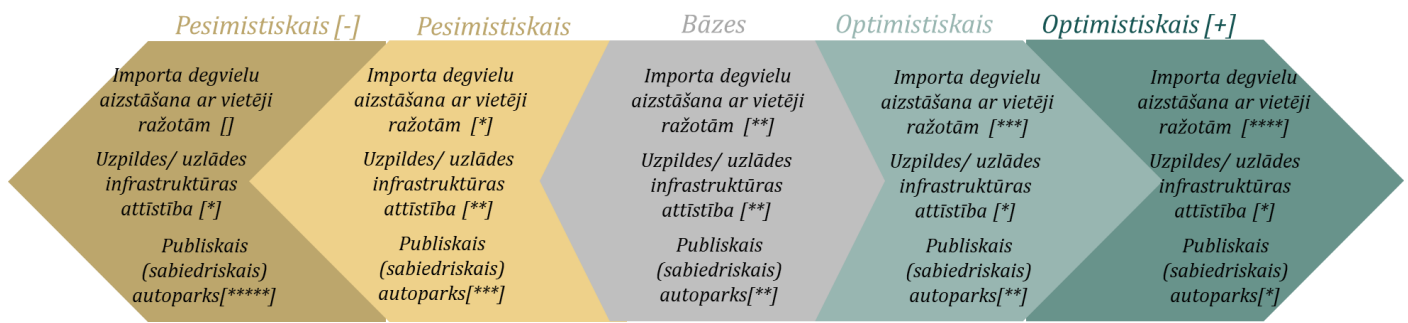 Pesimistiskais [-]
Importa degvielu
aizstāšana ar vietēji
ražotām []
Uzpildes/ uzlādes
infrastruktūras
attīstība [*]
Publiskais
(sabiedriskais)
autoparks[*****]
Pesimistiskais
Importa degvielu
aizstāšana ar vietēji
ražotām [*]
Uzpildes/ uzlādes
infrastruktūras
attīstība [**]
Publiskais
(sabiedriskais)
autoparks[***]
Bāzes
Importa degvielu
aizstāšana ar vietēji
ražotām [**]
Uzpildes/ uzlādes
infrastruktūras
attīstība [**]
Publiskais
(sabiedriskais)
autoparks[**]
Optimistiskais
Importa degvielu
aizstāšana ar vietēji
ražotām [***]
Uzpildes/ uzlādes
infrastruktūras
attīstība [*]
Publiskais
(sabiedriskais)
autoparks[**]
Optimistiskais [+]
Importa degvielu
aizstāšana ar vietēji
ražotām [****]
Uzpildes/ uzlādes
infrastruktūras
attīstība [*]
Publiskais
(sabiedriskais)
autoparks[*]